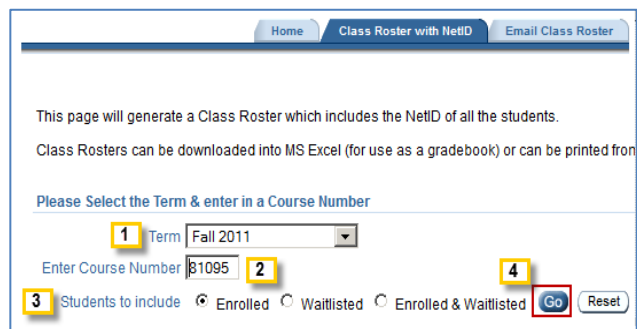 Home Class Roster with NetID Email Class Roster
This page will generate a Class Roster which includes the NetID of all the students.
Class Rosters can be downloaded into MS Excel (for use as a gradebook) or can be printed from
Please Select the Term & enter in a Course Number
1 Term Fall 2011
Enter Course Number 81095 2
4
3 Students to include Enrolled Waitlisted Enrolled & Waitlisted Go Reset